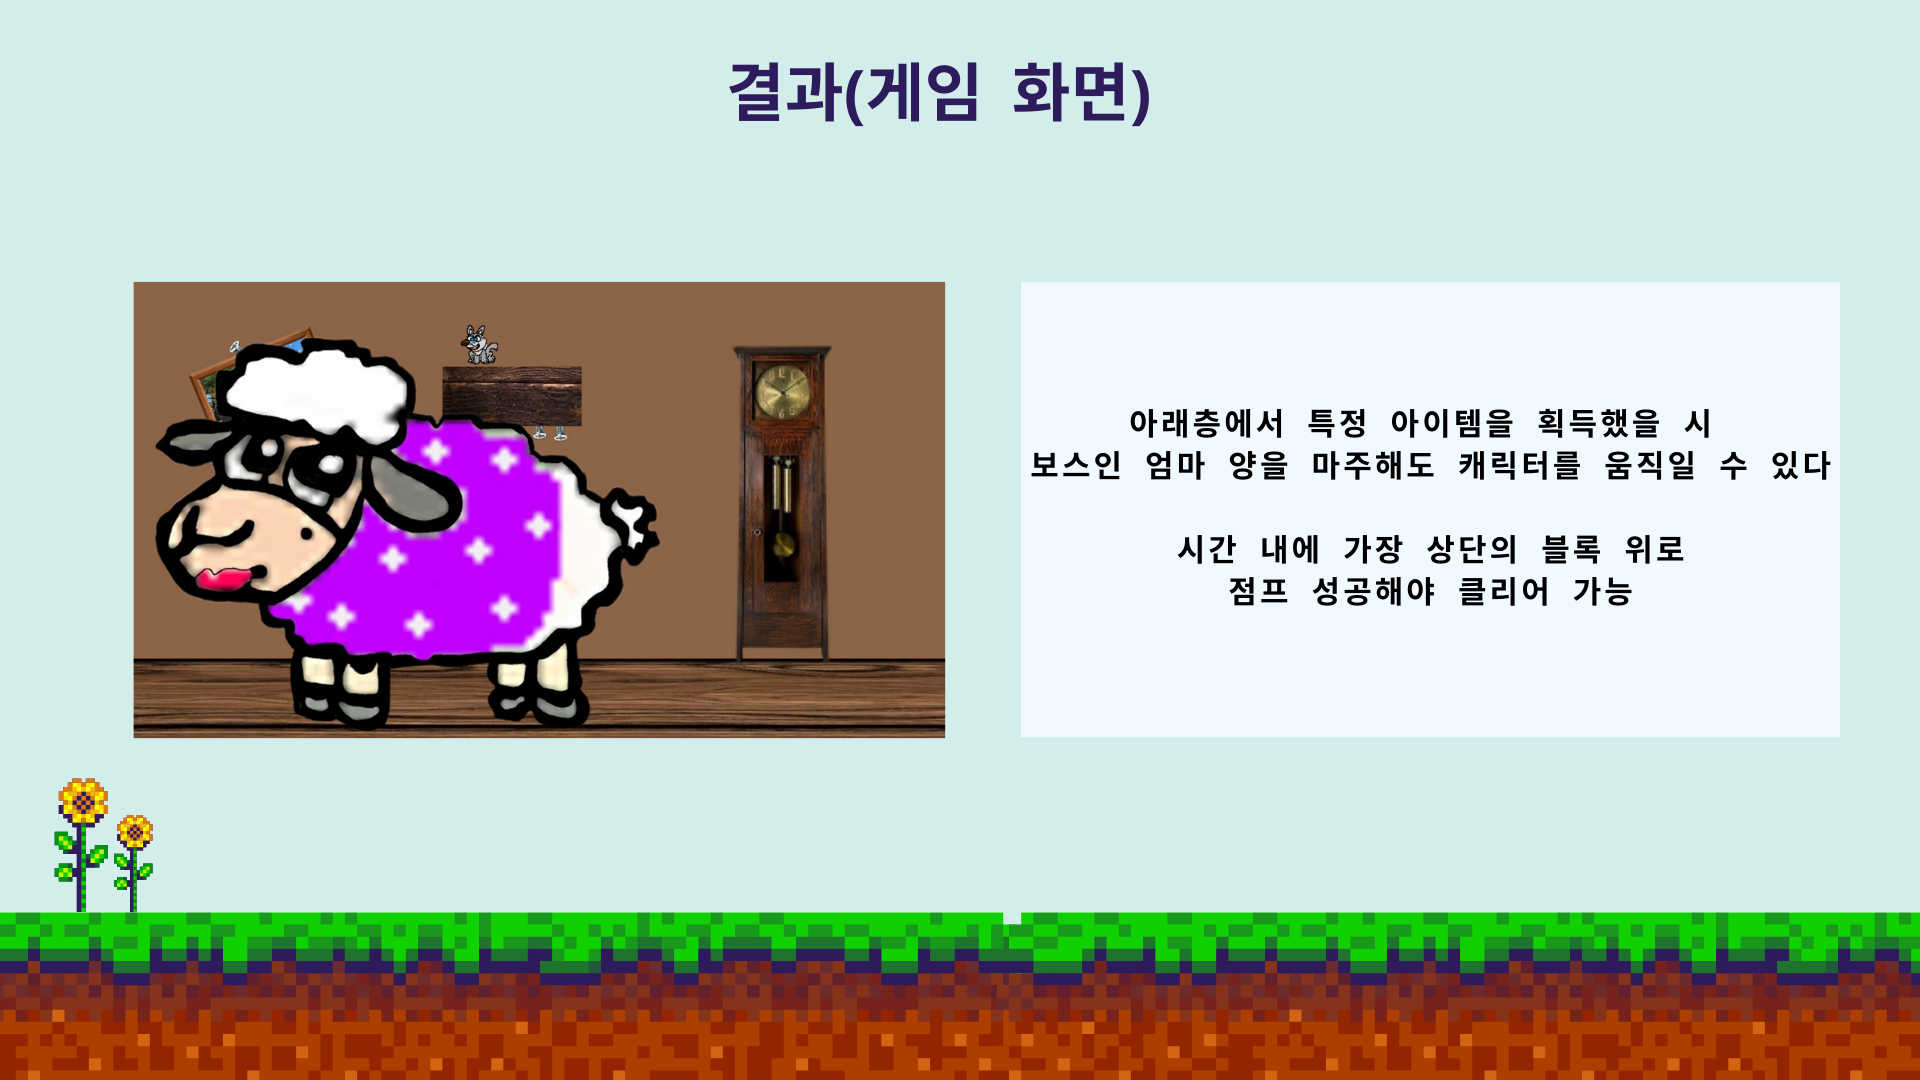 결과(게임 화면)
아래층에서 특정 아이템을 획득했을 시
보스인 엄마 양을 마주해도 캐릭터를 움직일 수 있다
시간 내에 가장 상단의 블록 위로
점프 성공해야 클리어 가능